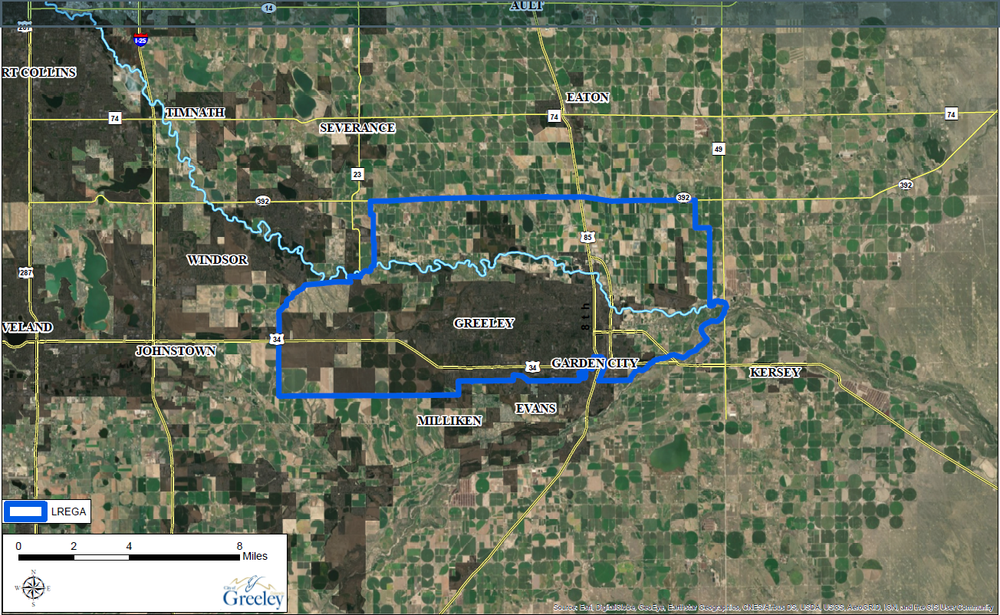 14
AULT
287
I-25
RT COLLINS
EATON
TIMNATH
74
74
74
SEVERANCE
49
23
392
392
392
85
WINDSOR
287
8th
GREELEY
VELAND
34
JOHNSTOWN
34
GARDEN CITY
KERSEY
EVANS
MILLIKEN
LREGA
0 2 4 8
Miles
N
W E
S
City of
Greeley
Source: Esri, DigitalGlobe, GeoEye, Earthstar Geographics, CNES/Airbus DS, USDA, USGS, AeroGRID, IGN, and the GIS User Community